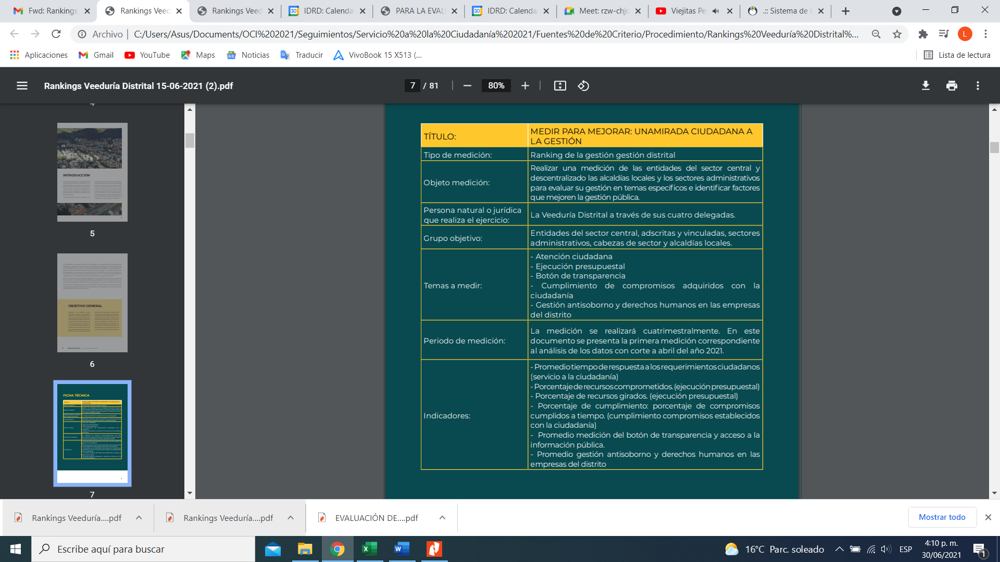 Fwd: Rankings
Rankings Veed
Rankings Veed
IDRD: Calenda
PARA LA EVAL
IDRD: Calenda
Meet: rzw-chjc
Viejitas Pe
.:: Sistema de
Archivo
C:/Users/Asus/Documents/OCI%202021/Seguimientos/Servicio%20a%20la%20Ciudadanía%202021/Fuentes%20de%20Criterio/Procedimiento/Rankings%20Veeduría%20Distrital%...
L
Aplicaciones
Gmail
YouTube
Maps
Noticias
Traducir
VivoBook 15 X513 (...
Lista de lectura
Rankings Veeduría Distrital 15-06-2021 (2).pdf
7 / 81
80%
4
INTRODUCCIÓN
5
OBJETIVO GENERAL
6
FICHA TÉCNICA
7
TÍTULO:
MEDIR PARA MEJORAR: UNAMIRADA CIUDADANA A
LA GESTIÓN
Tipo de medición:
Ranking de la gestión gestión distrital
Objeto medición:
Realizar una medición de las entidades del sector central y
descentralizado las alcaldías locales y los sectores administrativos
para evaluar su gestión en temas específicos e identificar factores
que mejoren la gestión pública.
Persona natural o jurídica
que realiza el ejercicio:
La Veeduría Distrital a través de sus cuatro delegadas.
Grupo objetivo:
Entidades del sector central, adscritas y vinculadas, sectores
administrativos, cabezas de sector y alcaldías locales.
Temas a medir:
- Atención ciudadana
- Ejecución presupuestal
- Botón de transparencia
- Cumplimiento de compromisos adquiridos con la
ciudadanía
- Gestión antisoborno y derechos humanos en las empresas
del distrito
Periodo de medición:
La medición se realizará cuatrimestralmente. En este
documento se presenta la primera medición correspondiente
al análisis de los datos con corte a abril del año 2021.
Indicadores:
- Promedio tiempo de respuesta a los requerimientos ciudadanos
(servicio a la ciudadanía)
- Porcentaje de recursos comprometidos. (ejecución presupuestal)
- Porcentaje de recursos girados. (ejecución presupuestal)
- Porcentaje de cumplimiento: porcentaje de compromisos
cumplidos a tiempo. (cumplimiento compromisos establecidos
con la ciudadanía)
- Promedio medición del botón de transparencia y acceso a la
información pública.
- Promedio gestión antisoborno y derechos humanos en las
empresas del distrito
Rankings Veeduría....pdf
Rankings Veeduría....pdf
EVALUACIÓN DE....pdf
Mostrar todo
Escribe aquí para buscar
16°C Parc. soleado
ESP
4:10 p. m.
30/06/2021
1